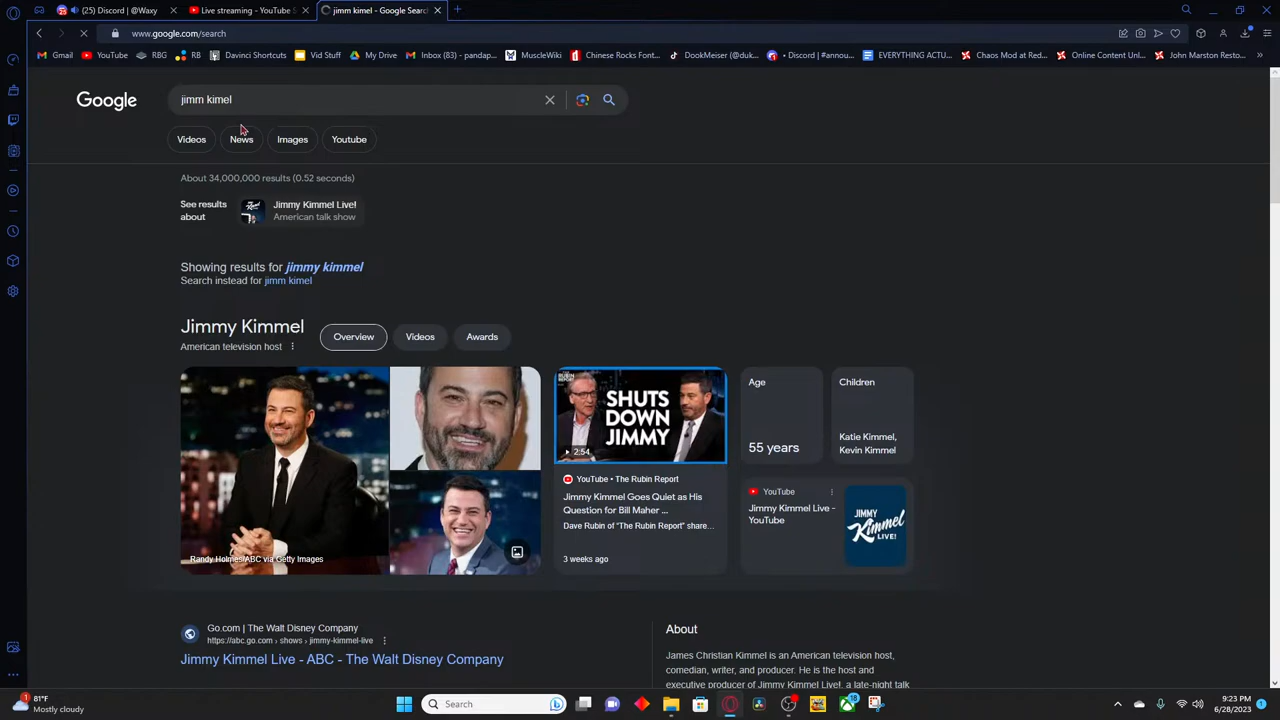 (25) Discord | @Waxy
Live streaming - YouTube S
jimm kimel - Google Searc
www.google.com/search
Gmail
YouTube
RBG
RB
Davinci Shortcuts
Vid Stuff
My Drive
Inbox (83) - pandap...
MuscleWiki
Chinese Rocks Font...
DookMeiser (@duk...
Discord | #announ...
EVERYTHING ACTU...
Chaos Mod at Red...
Online Content Unl...
John Marston Resto...
Google
jimm kimel
Videos
News
Images
Youtube
About 34,000,000 results (0.52 seconds)
See results
about
Jimmy Kimmel Live!
American talk show
Showing results for jimmy kimmel
Search instead for jimm kimel
Jimmy Kimmel
American television host
Overview
Videos
Awards
Randy Holmes/ABC via Getty Images
THE
RUBIN
REPORT
SHUTS
DOWN
JIMMY
2:54
YouTube • The Rubin Report
Jimmy Kimmel Goes Quiet as His
Question for Bill Maher ...
Dave Rubin of "The Rubin Report" share...
3 weeks ago
Age
55 years
Children
Katie Kimmel,
Kevin Kimmel
YouTube
Jimmy Kimmel Live -
YouTube
JIMMY
Kimmel
LIVE!
Go.com | The Walt Disney Company
https://abc.go.com › shows › jimmy-kimmel-live
Jimmy Kimmel Live - ABC - The Walt Disney Company
About
James Christian Kimmel is an American television host,
comedian, writer, and producer. He is the host and
executive producer of Jimmy Kimmel Live!, a late-night talk
1
81°F
Mostly cloudy
Search
18
9:23 PM
6/28/2023